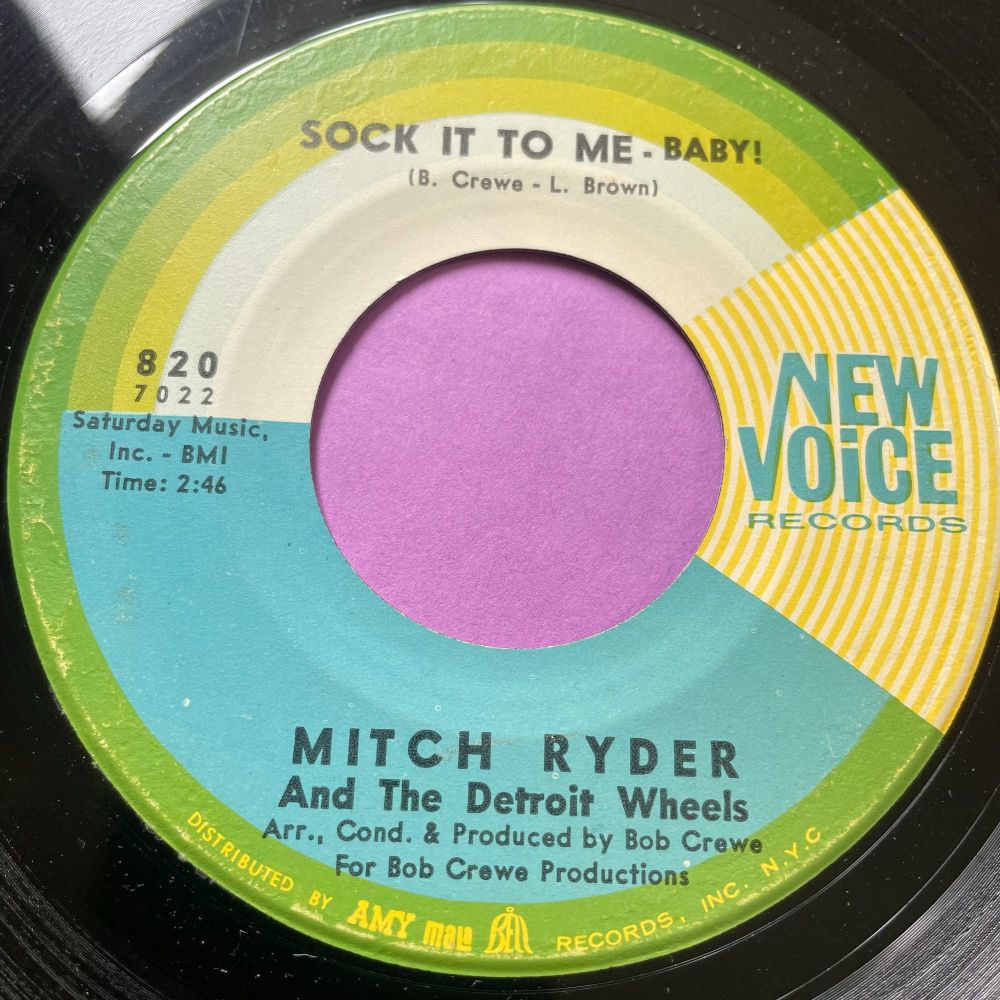 SOCK IT TO ME - BABY!
(B. Crewe - L. Brown)
820
7022
Saturday Music,
Inc. - BMI
Time: 2:46
NEW
VOiCE
RECORDS
MITCH RYDER
And The Detroit Wheels
Arr., Cond. & Produced by Bob Crewe
For Bob Crewe Productions
DISTRIBUTED BY AMY mala BELL RECORDS, INC. N.Y.C